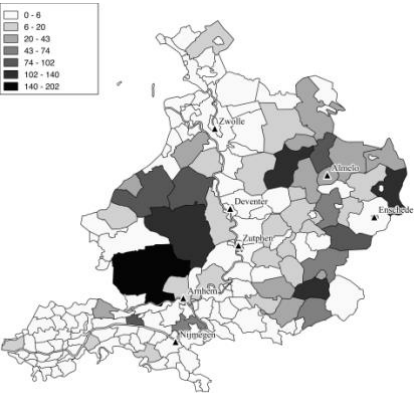 0 - 6
6 - 20
20 - 43
43 - 74
74 - 102
102 - 140
140 - 202
Zwolle
Almelo
Deventer
Enschede
Zutphen
Arnhem
Nijmegen